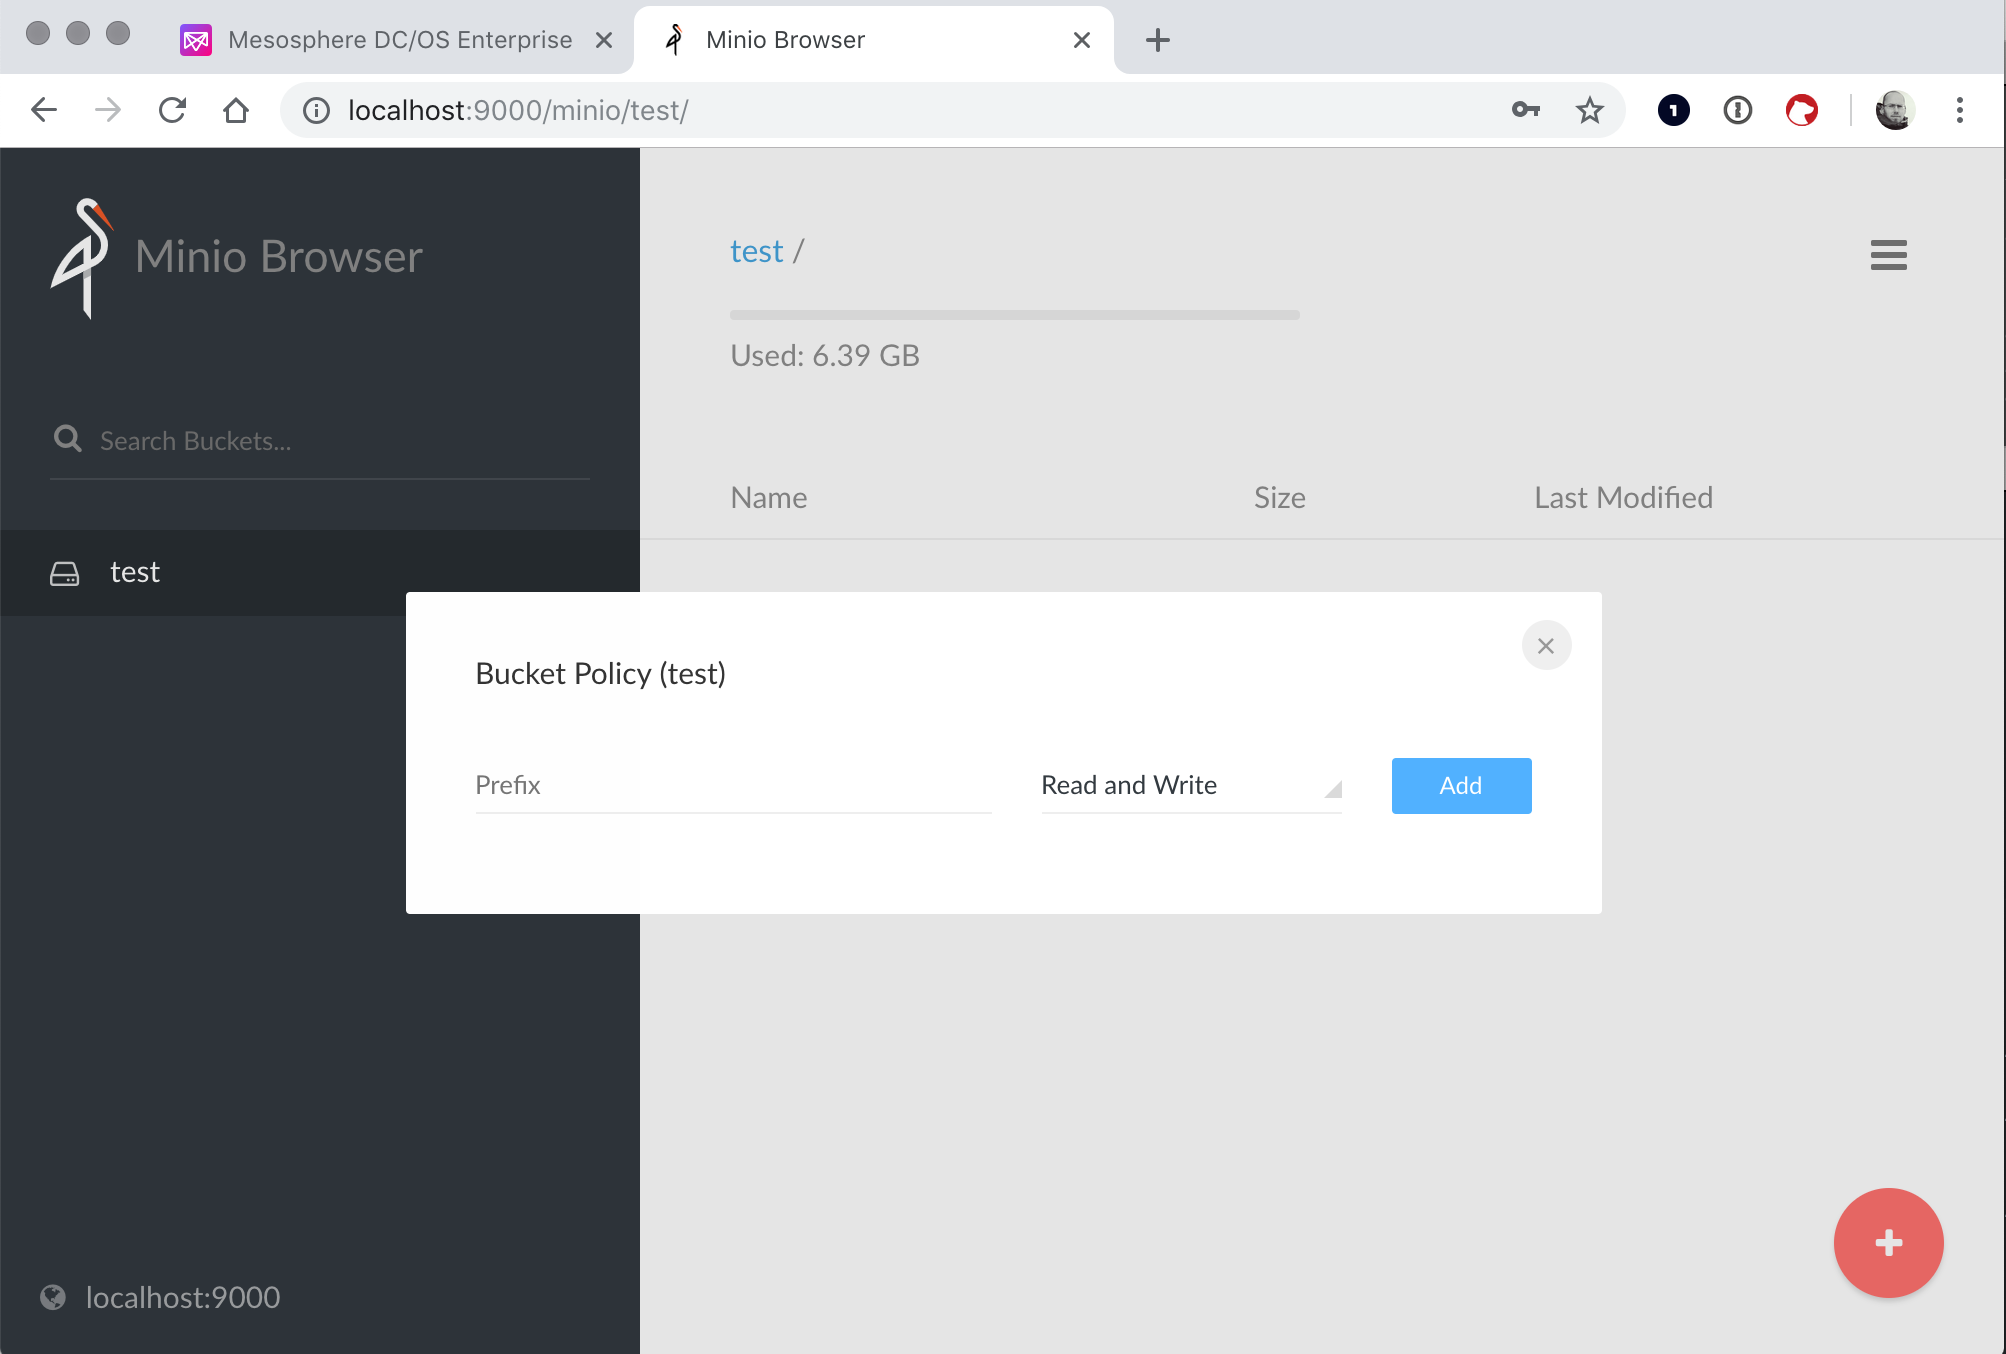 Mesosphere DC/OS Enterprise
Minio Browser
localhost:9000/minio/test/
1
Minio Browser
test /
Used: 6.39 GB
Search Buckets...
Name Size Last Modified
test
Bucket Policy (test)
Prefix Read and Write Add
localhost:9000